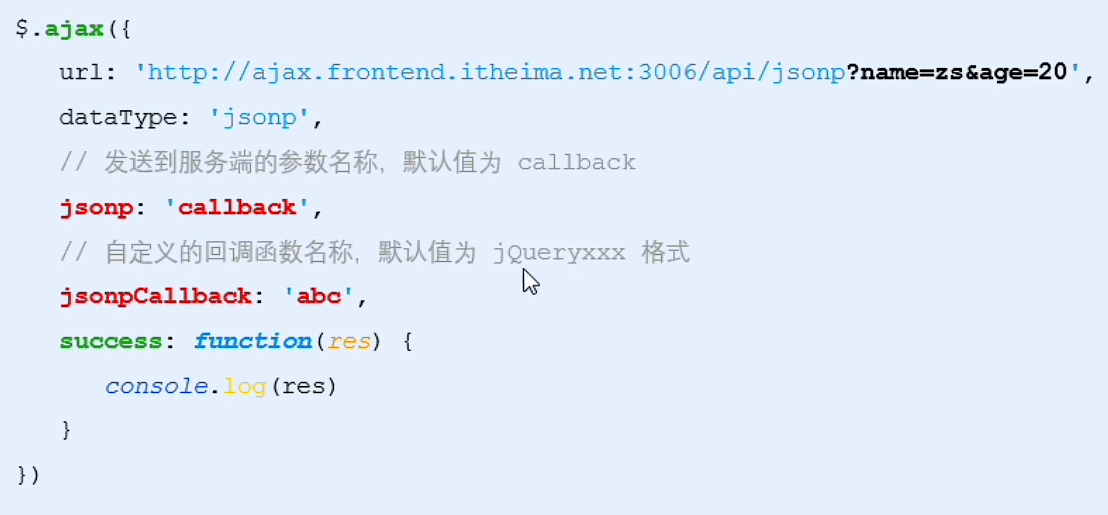 $.ajax({
url: 'http://ajax.frontend.itheima.net:3006/api/jsonp?name=zs&age=20',
dataType: 'jsonp',
// 发送到服务端的参数名称，默认值为 callback
jsonp: 'callback',
// 自定义的回调函数名称，默认值为 jQueryxxx 格式
jsonpCallback: 'abc',
success: function(res) {
console.log(res)
}
})